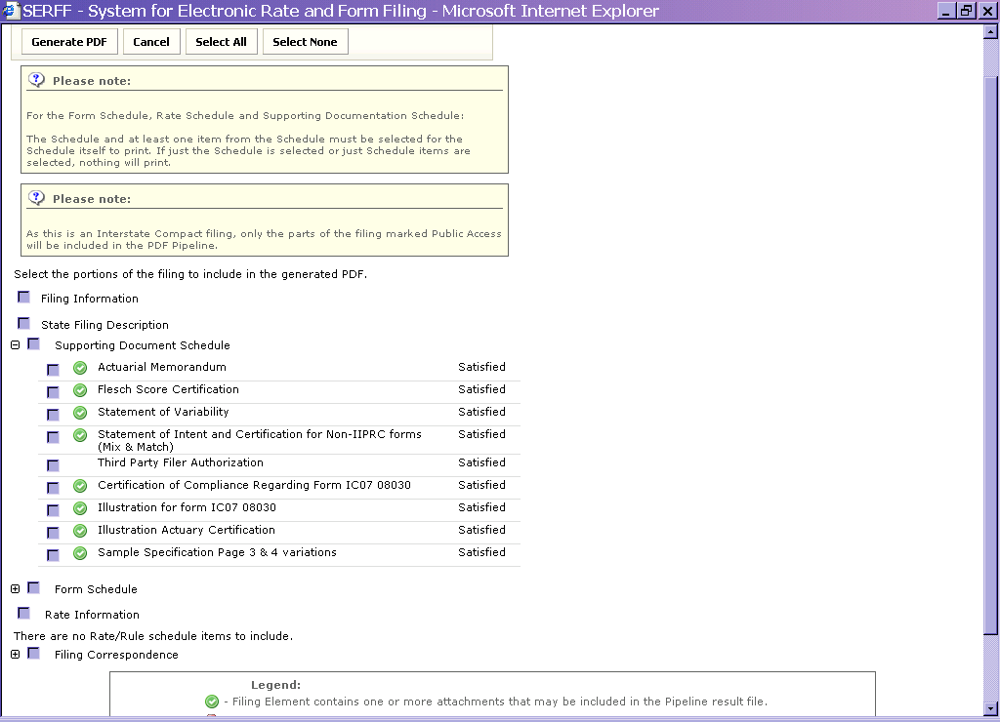 SERFF - System for Electronic Rate and Form Filing - Microsoft Internet Explorer
Generate PDF Cancel Select All Select None
Please note:
For the Form Schedule, Rate Schedule and Supporting Documentation Schedule:
The Schedule and at least one item from the Schedule must be selected for the
Schedule itself to print. If just the Schedule is selected or just Schedule items are
selected, nothing will print.
Please note:
As this is an Interstate Compact filing, only the parts of the filing marked Public Access
will be included in the PDF Pipeline.
Select the portions of the filing to include in the generated PDF.
Filing Information
State Filing Description
Supporting Document Schedule
Actuarial Memorandum Satisfied
Flesch Score Certification Satisfied
Statement of Variability Satisfied
Statement of Intent and Certification for Non-IIPRC forms Satisfied
(Mix & Match)
Third Party Filer Authorization Satisfied
Certification of Compliance Regarding Form IC07 08030 Satisfied
Illustration for form IC07 08030 Satisfied
Illustration Actuary Certification Satisfied
Sample Specification Page 3 & 4 variations Satisfied
Form Schedule
Rate Information
There are no Rate/Rule schedule items to include.
Filing Correspondence
Legend:
- Filing Element contains one or more attachments that may be included in the Pipeline result file.